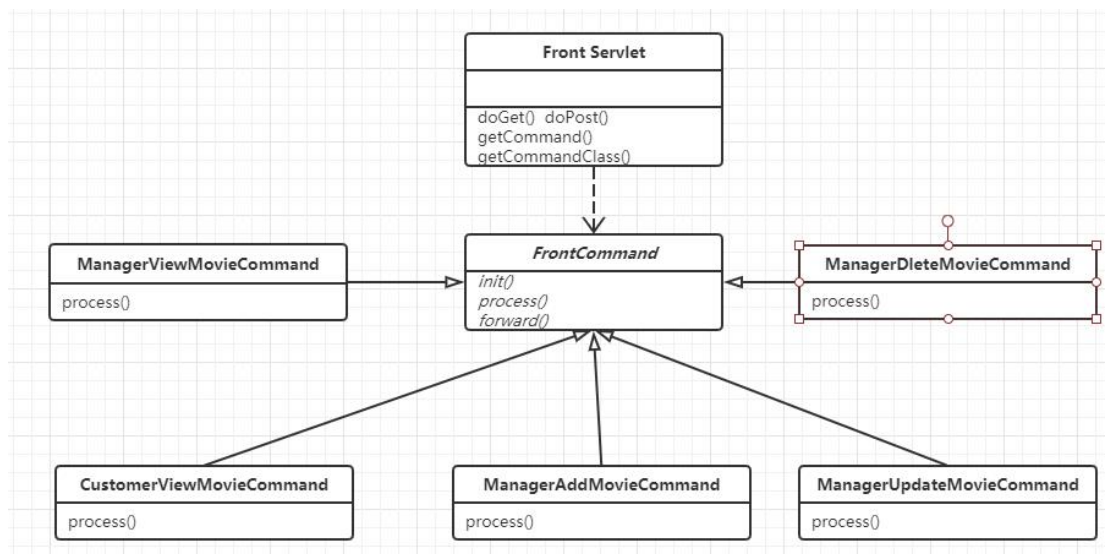 Front Servlet
doGet()  doPost()
getCommand()
getCommandClass()
ManagerViewMovieCommand
process()
FrontCommand
init()
process()
forward()
ManagerDleteMovieCommand
process()
CustomerViewMovieCommand
process()
ManagerAddMovieCommand
process()
ManagerUpdateMovieCommand
process()